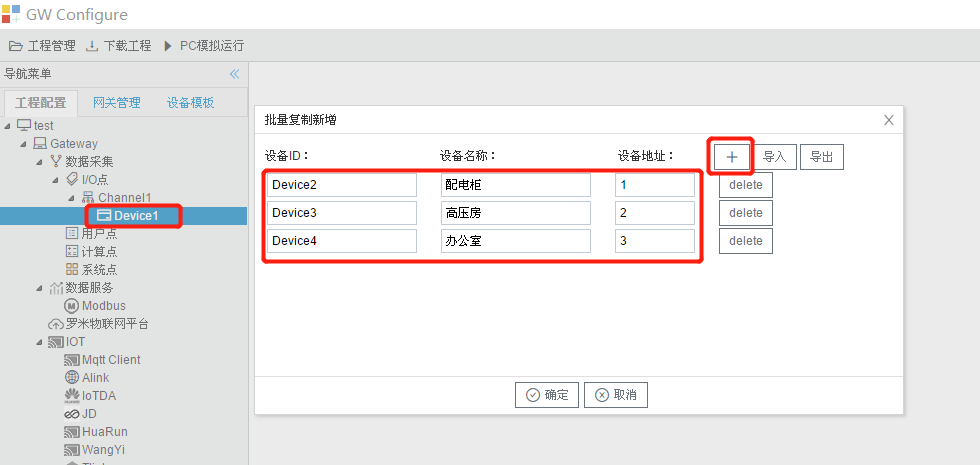 GW Configure
工程管理 下载工程 PC模拟运行
导航菜单
工程配置 网关管理 设备模板
test
Gateway
数据采集
I/O点
Channel1
Device1
用户点
计算点
系统点
数据服务
Modbus
罗米物联网平台
IOT
Mqtt Client
Alink
IoTDA
JD
HuaRun
WangYi
批量复制新增
设备ID： 设备名称： 设备地址： 导入 导出
Device2 配电柜 1 delete
Device3 高压房 2 delete
Device4 办公室 3 delete
确定 取消